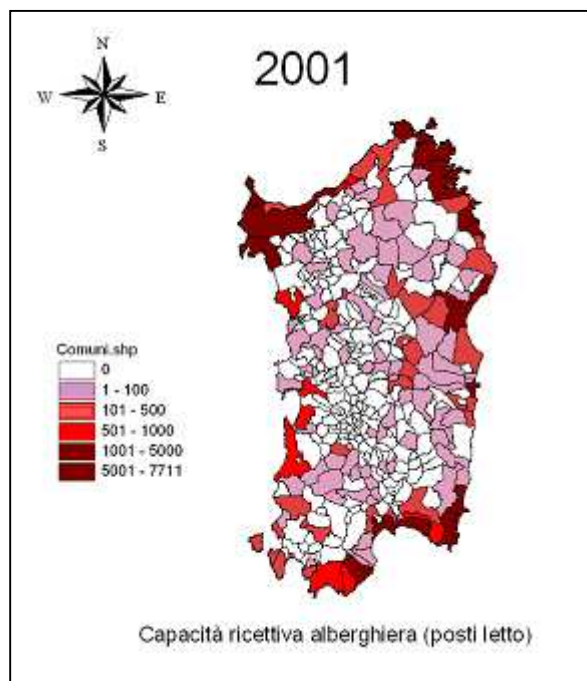 N
2001
W E
S
Comuni.shp
0
1 - 100
101 - 500
501 - 1000
1001 - 5000
5001 - 7711
Capacità ricettiva alberghiera (posti letto)